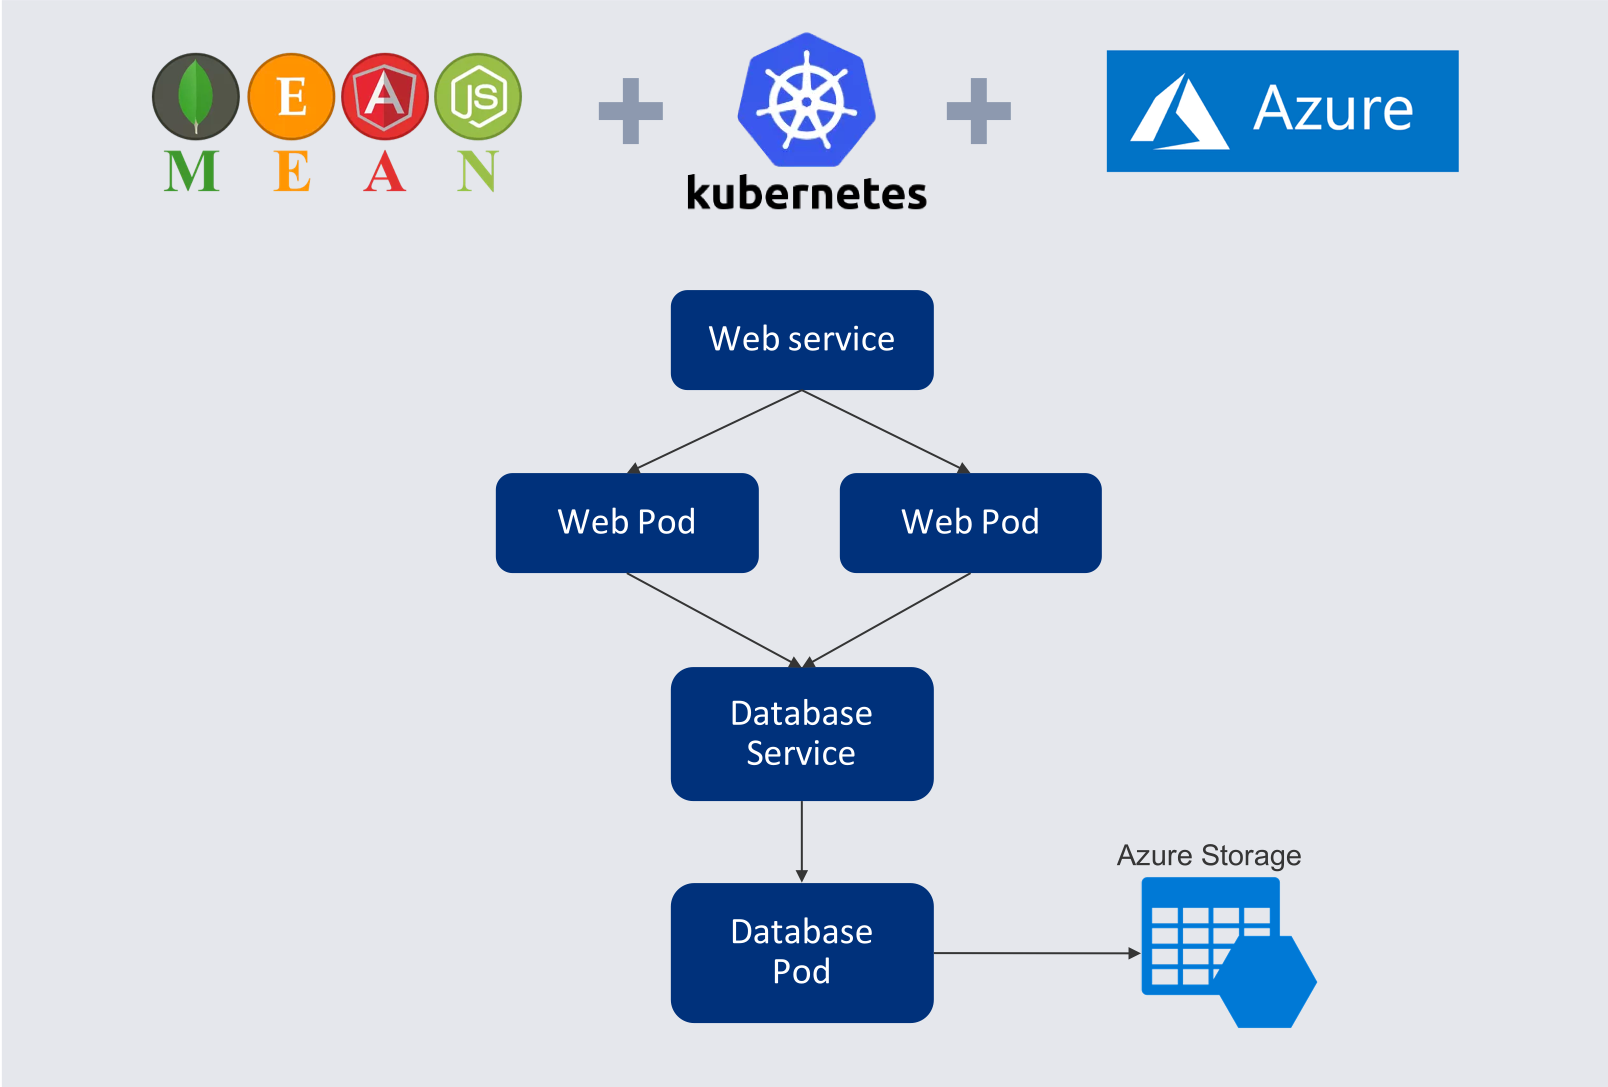 E
A
JS
M E A N
kubernetes
Azure
Web service
Web Pod
Web Pod
Database
Service
Azure Storage
Database
Pod